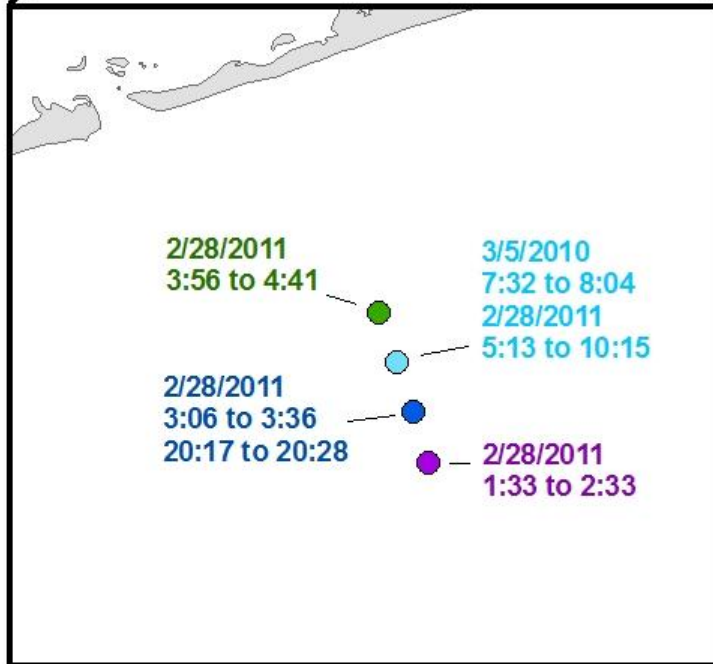 2/28/2011
3:56 to 4:41
3/5/2010
7:32 to 8:04
2/28/2011
5:13 to 10:15
2/28/2011
3:06 to 3:36
20:17 to 20:28
2/28/2011
1:33 to 2:33